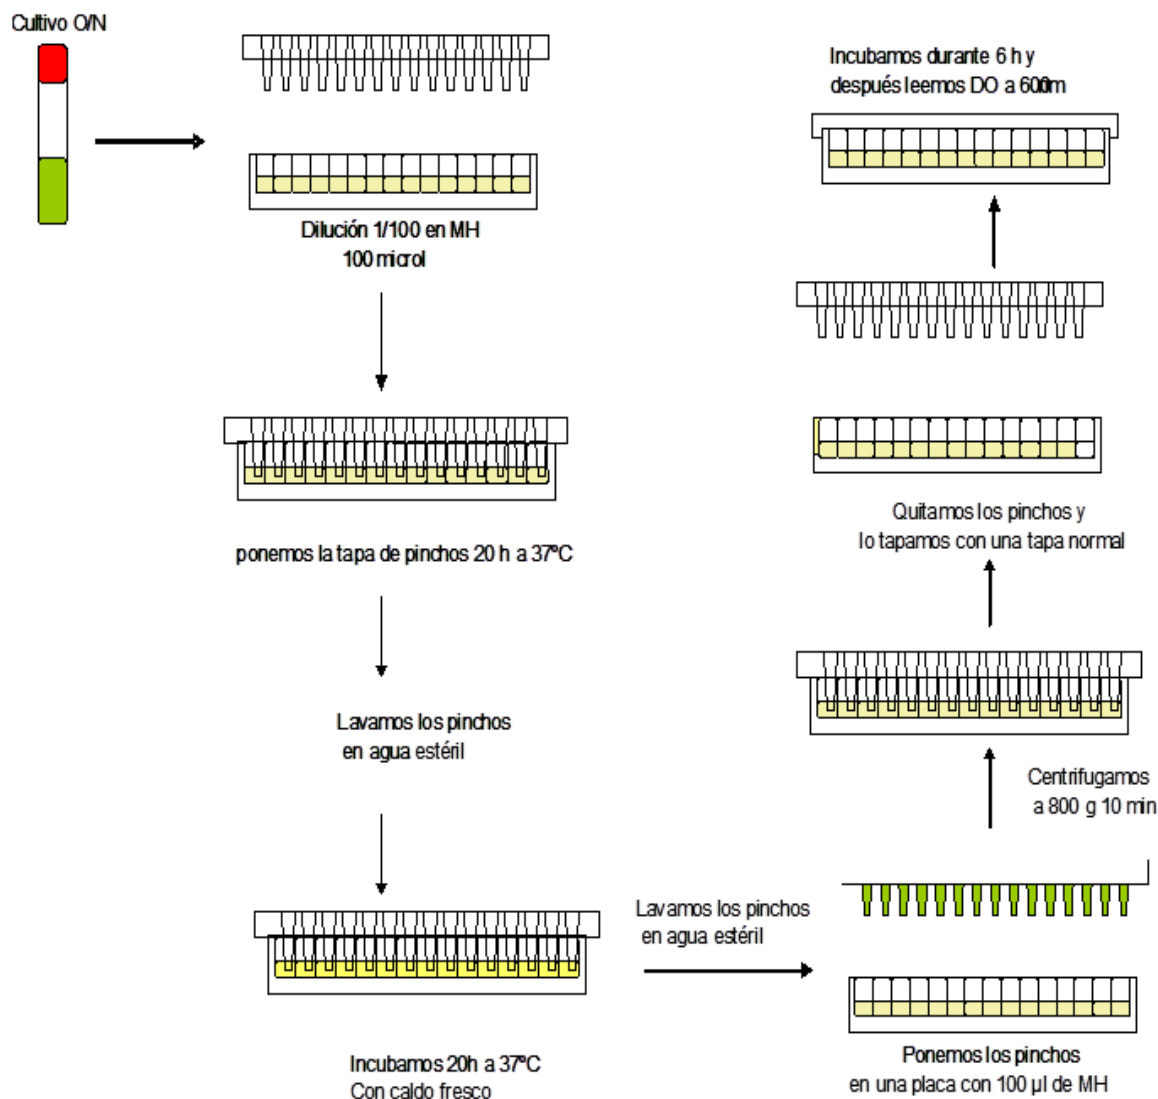 Cultivo O/N
Dilución 1/100 en MH
100 microl
ponemos la tapa de pinchos 20 h a 37ºC
Lavamos los pinchos
en agua estéril
Incubamos 20h a 37ºC
Con caldo fresco
Lavamos los pinchos
en agua estéril
Ponemos los pinchos
en una placa con 100 µl de MH
Centrifugamos
a 800 g 10 min
Quitamos los pinchos y
lo tapamos con una tapa normal
Incubamos durante 6 h y
después leemos DO a 600m